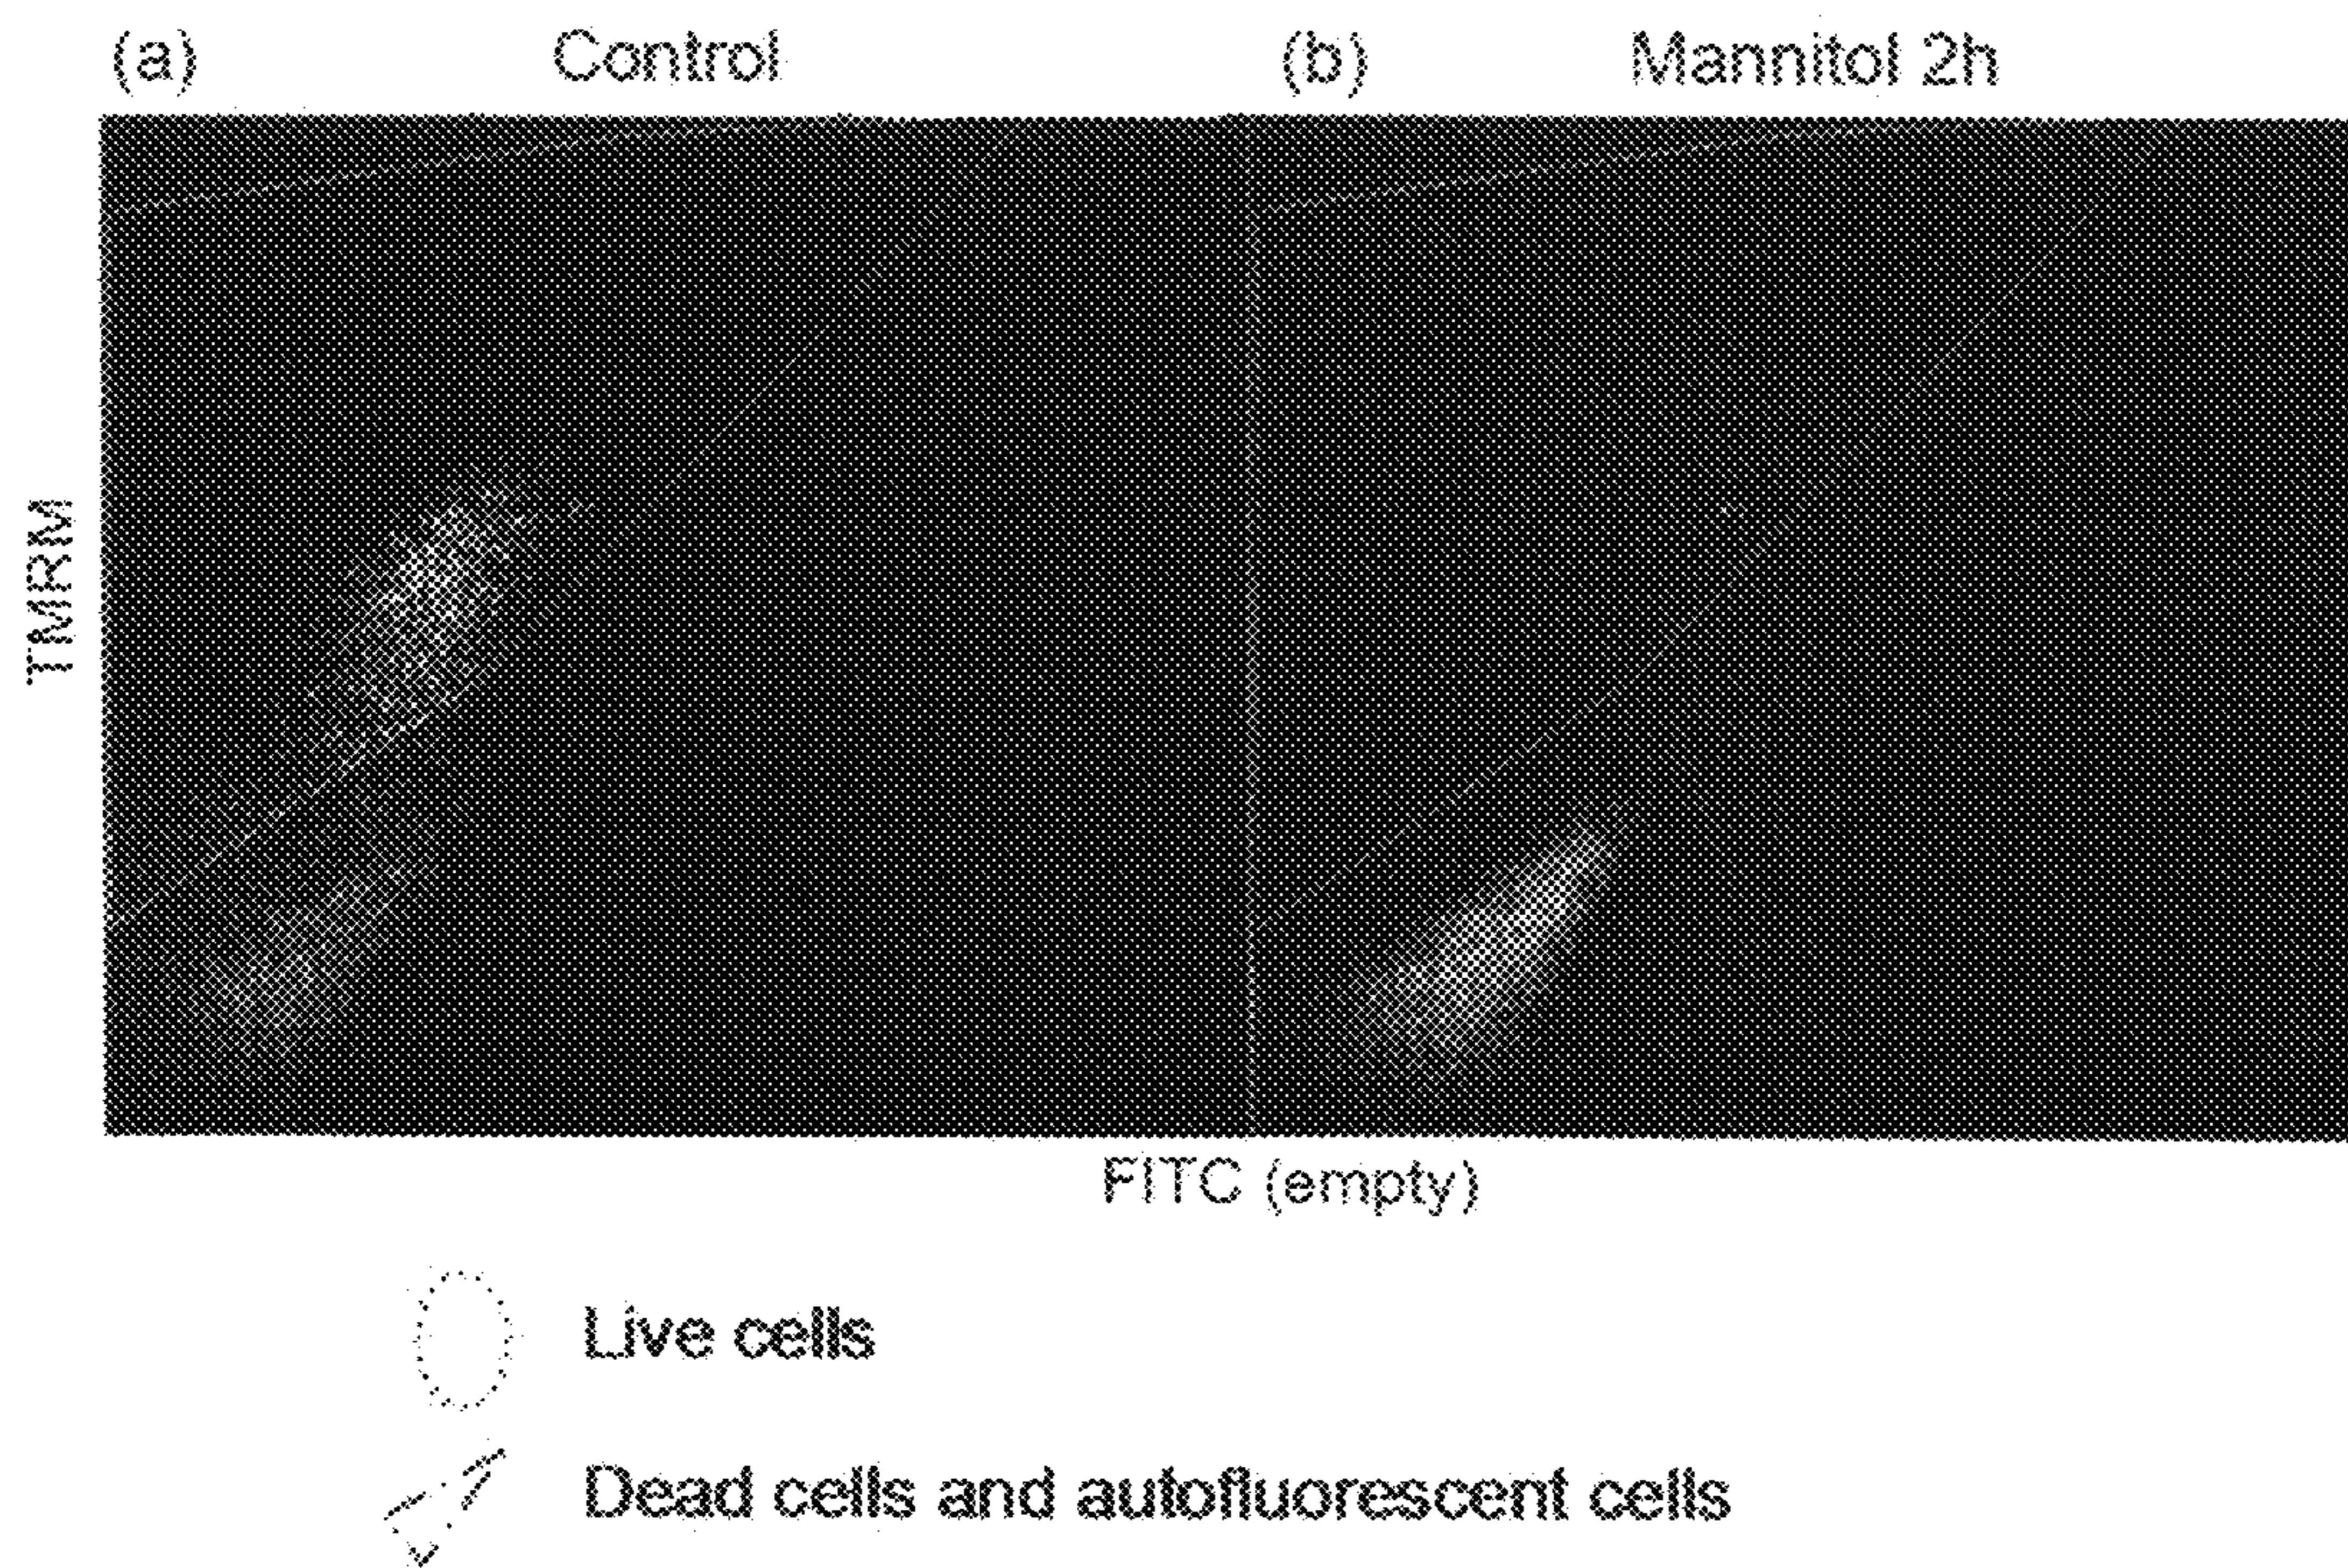 (a) Control (b) Mannitol 2h
TMRM
FITC (empty)
Live cells
Dead cells and autofluorescent cells